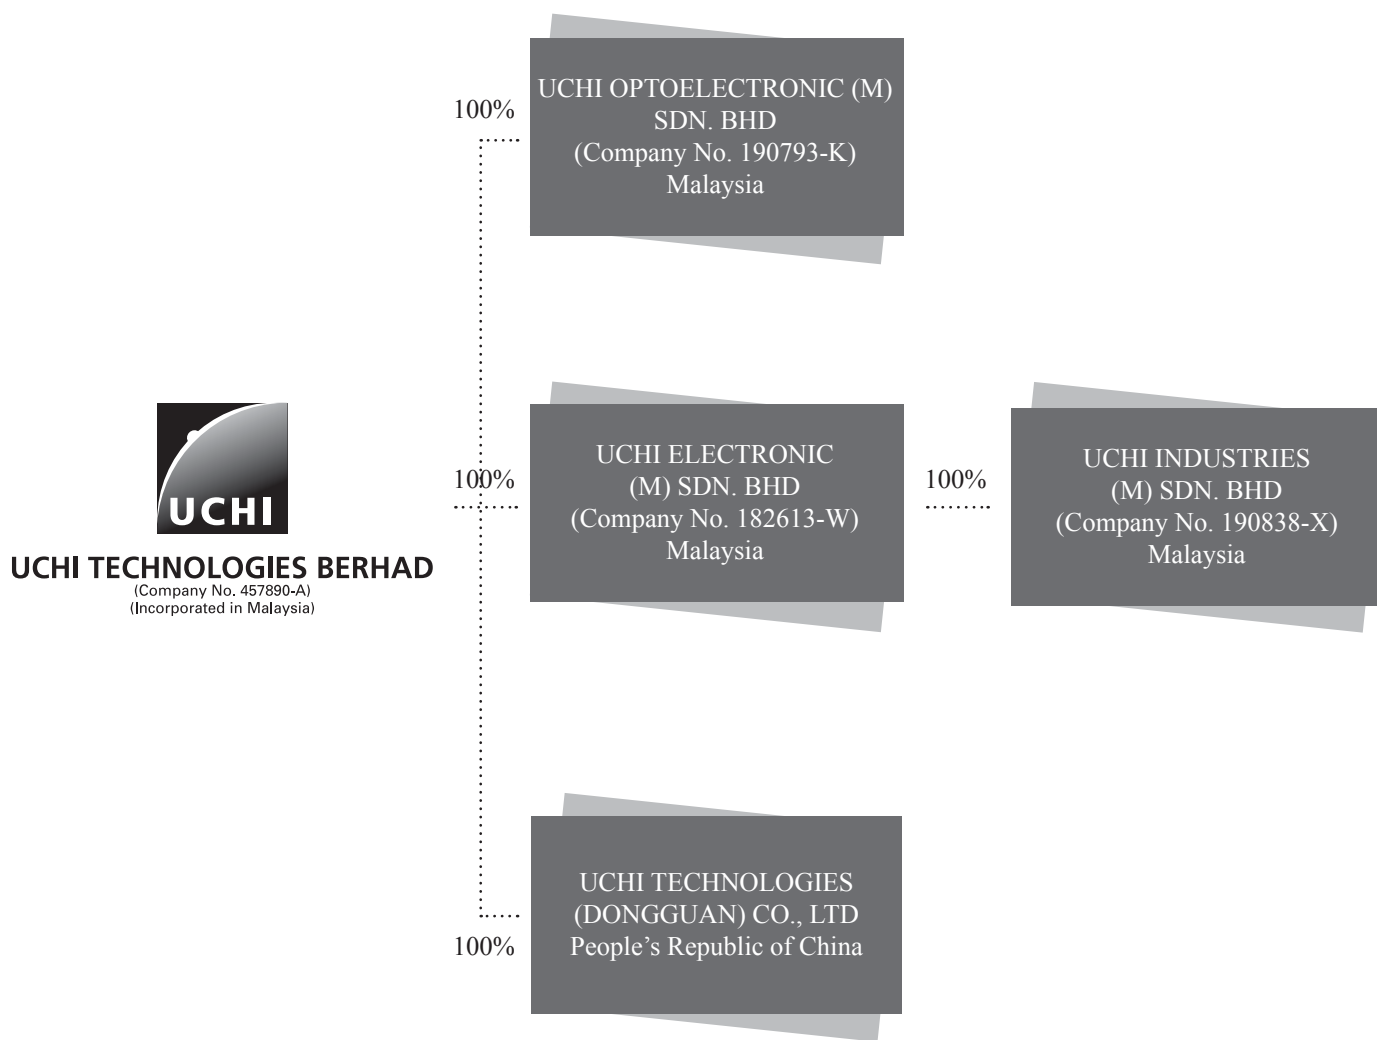 100%
UCHI OPTOELECTRONIC (M)
SDN. BHD
(Company No. 190793-K)
Malaysia
UCHI
UCHI TECHNOLOGIES BERHAD
(Company No. 457890-A)
(Incorporated in Malaysia)
100%
UCHI ELECTRONIC
(M) SDN. BHD
(Company No. 182613-W)
Malaysia
100%
UCHI INDUSTRIES
(M) SDN. BHD
(Company No. 190838-X)
Malaysia
100%
UCHI TECHNOLOGIES
(DONGGUAN) CO., LTD
People’s Republic of China